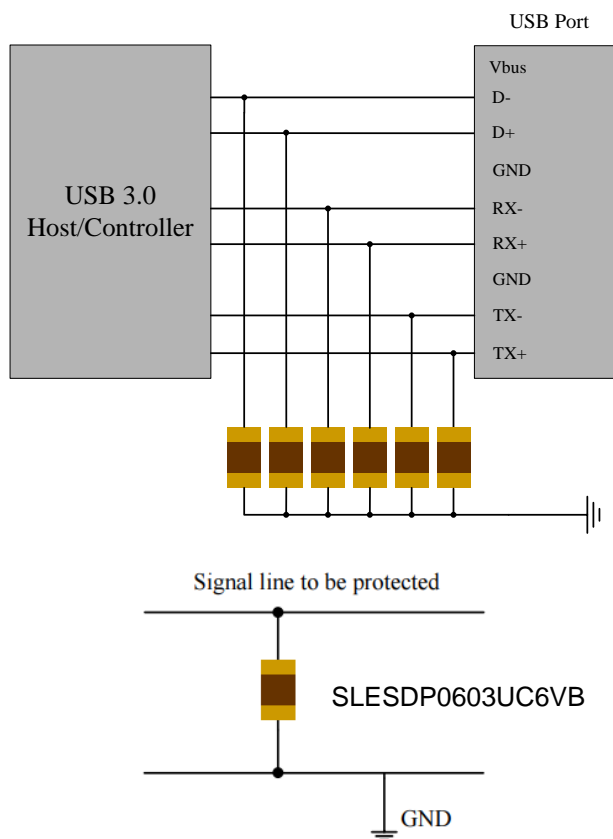 USB Port
Vbus
D-
D+
GND
USB 3.0
Host/Controller
RX-
RX+
GND
TX-
TX+
Signal line to be protected
SLESDP0603UC6VB
GND